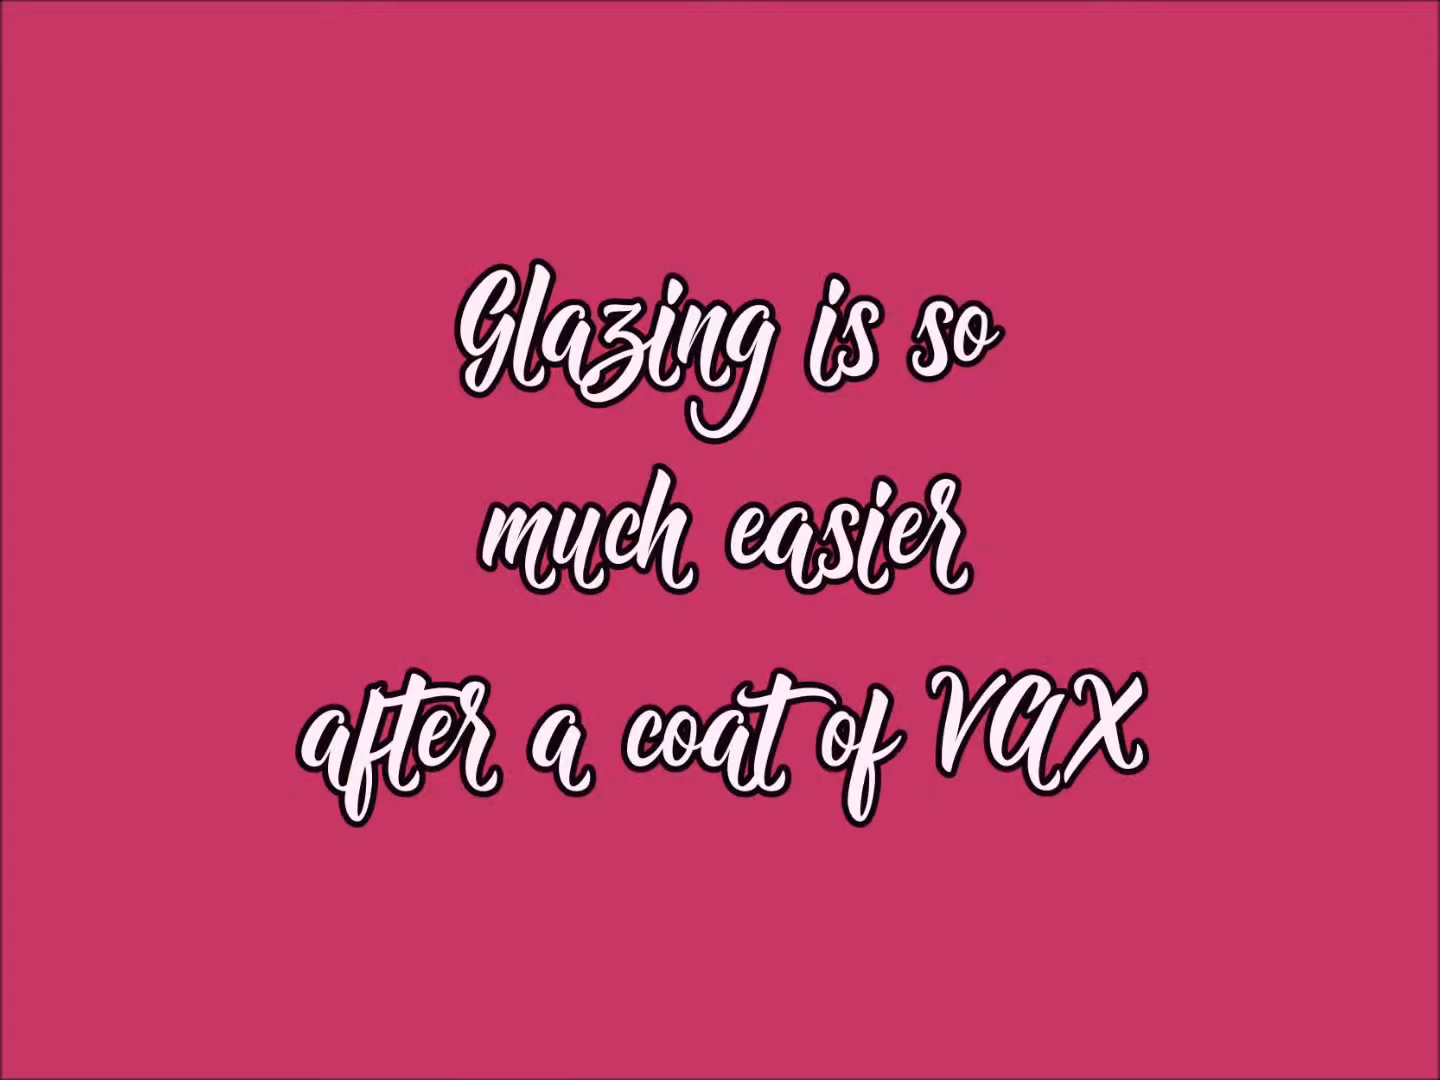 Glazing is so
much easier
after a coat of VAX